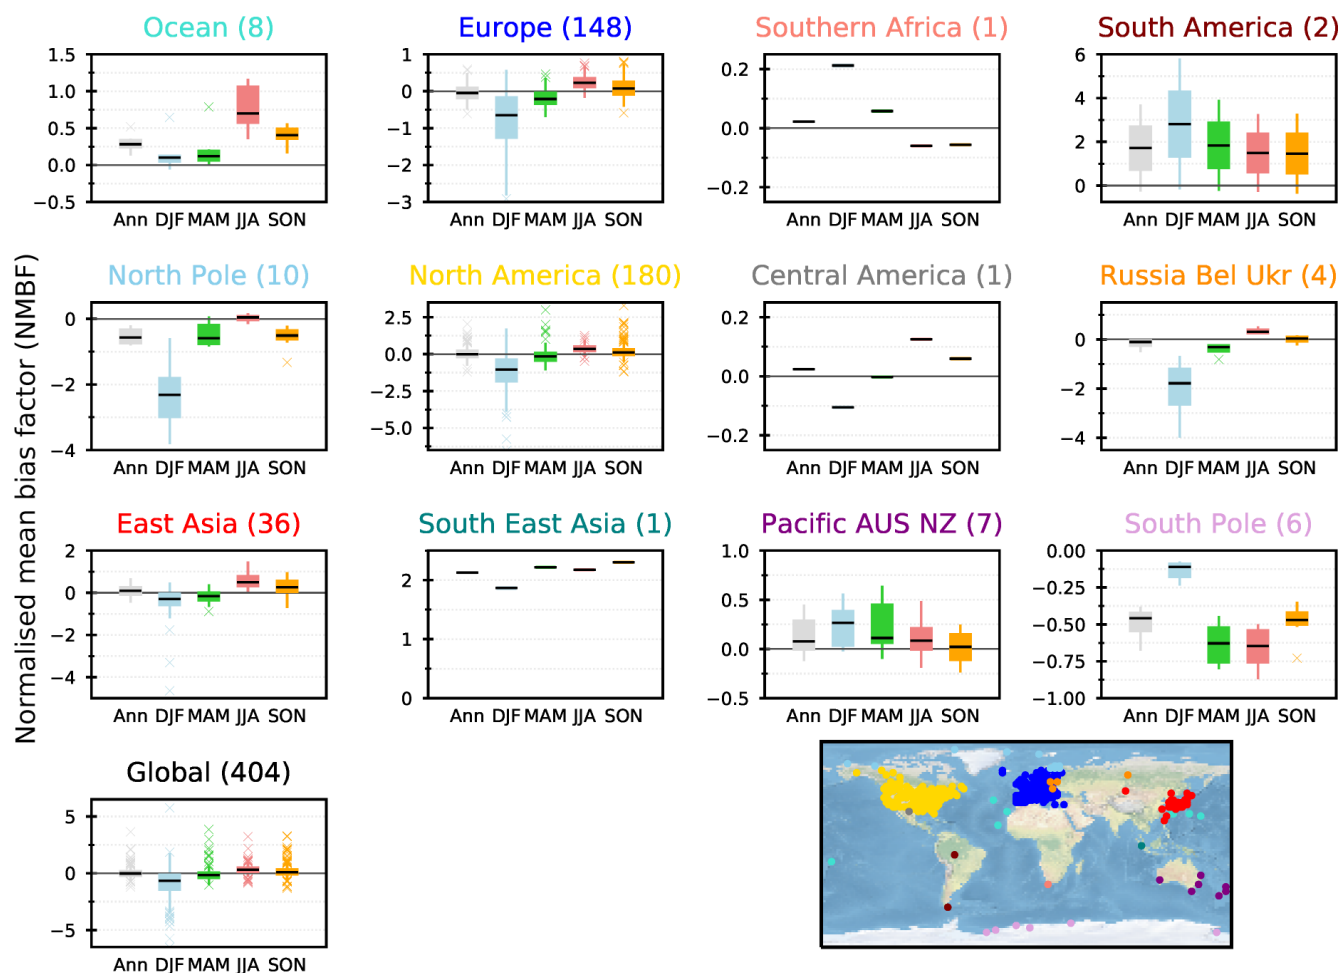 Normalised mean bias factor (NMBF)
Ocean (8)
1.5
1.0
0.5
0.0
−0.5
Ann DJF MAM JJA SON
Europe (148)
1
0
−1
−2
−3
Ann DJF MAM JJA SON
Southern Africa (1)
0.2
0.0
−0.2
Ann DJF MAM JJA SON
South America (2)
6
4
2
0
Ann DJF MAM JJA SON
North Pole (10)
0
−2
−4
Ann DJF MAM JJA SON
North America (180)
2.5
0.0
−2.5
−5.0
Ann DJF MAM JJA SON
Central America (1)
0.2
0.0
−0.2
Ann DJF MAM JJA SON
Russia Bel Ukr (4)
0
−2
−4
Ann DJF MAM JJA SON
East Asia (36)
2
0
−2
−4
Ann DJF MAM JJA SON
South East Asia (1)
2
1
0
Ann DJF MAM JJA SON
Pacific AUS NZ (7)
1.0
0.5
0.0
−0.5
Ann DJF MAM JJA SON
South Pole (6)
0.00
−0.25
−0.50
−0.75
−1.00
Ann DJF MAM JJA SON
Global (404)
5
0
−5
Ann DJF MAM JJA SON